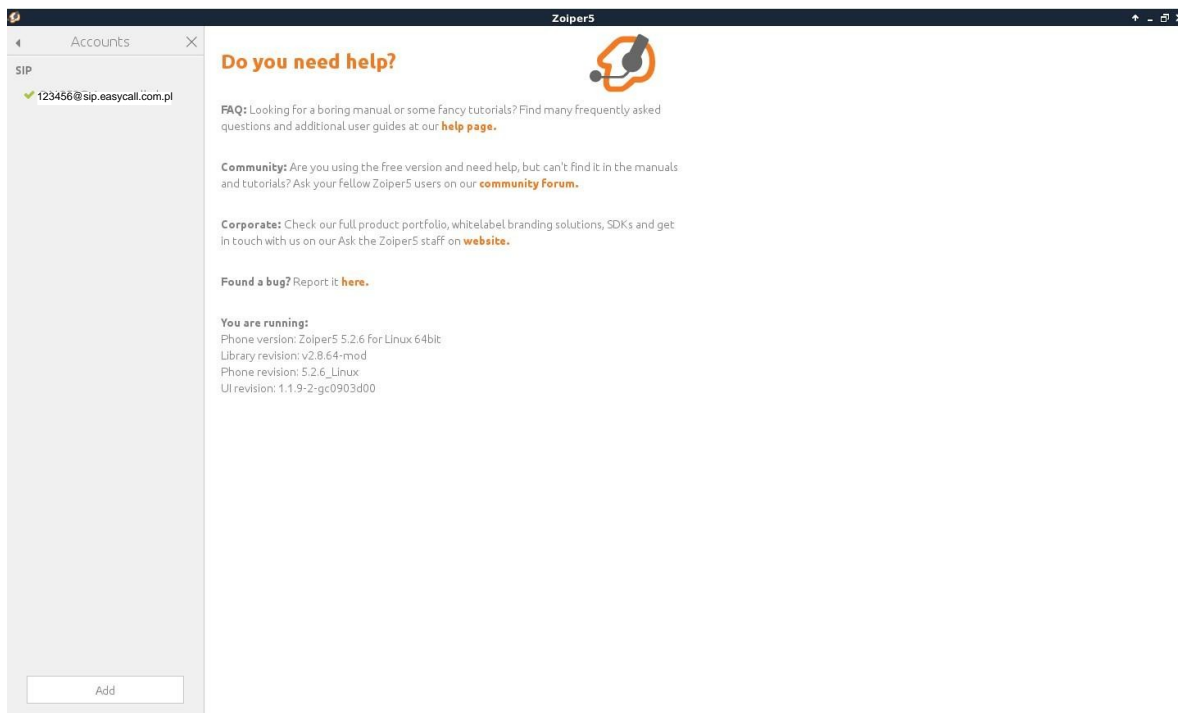 Zoiper5
Accounts
SIP
123456@sip.easycall.com.pl
Add
Do you need help?
FAQ: Looking for a boring manual or some fancy tutorials? Find many frequently asked
questions and additional user guides at our help page.
Community: Are you using the free version and need help, but can't find it in the manuals
and tutorials? Ask your fellow Zoiper5 users on our community forum.
Corporate: Check our full product portfolio, whitelabel branding solutions, SDKs and get
in touch with us on our Ask the Zoiper5 staff on website.
Found a bug? Report it here.
You are running:
Phone version: Zoiper5 5.2.6 for Linux 64bit
Library revision: v2.8.64-mod
Phone revision: 5.2.6_Linux
UI revision: 1.1.9-2-gc0903d00